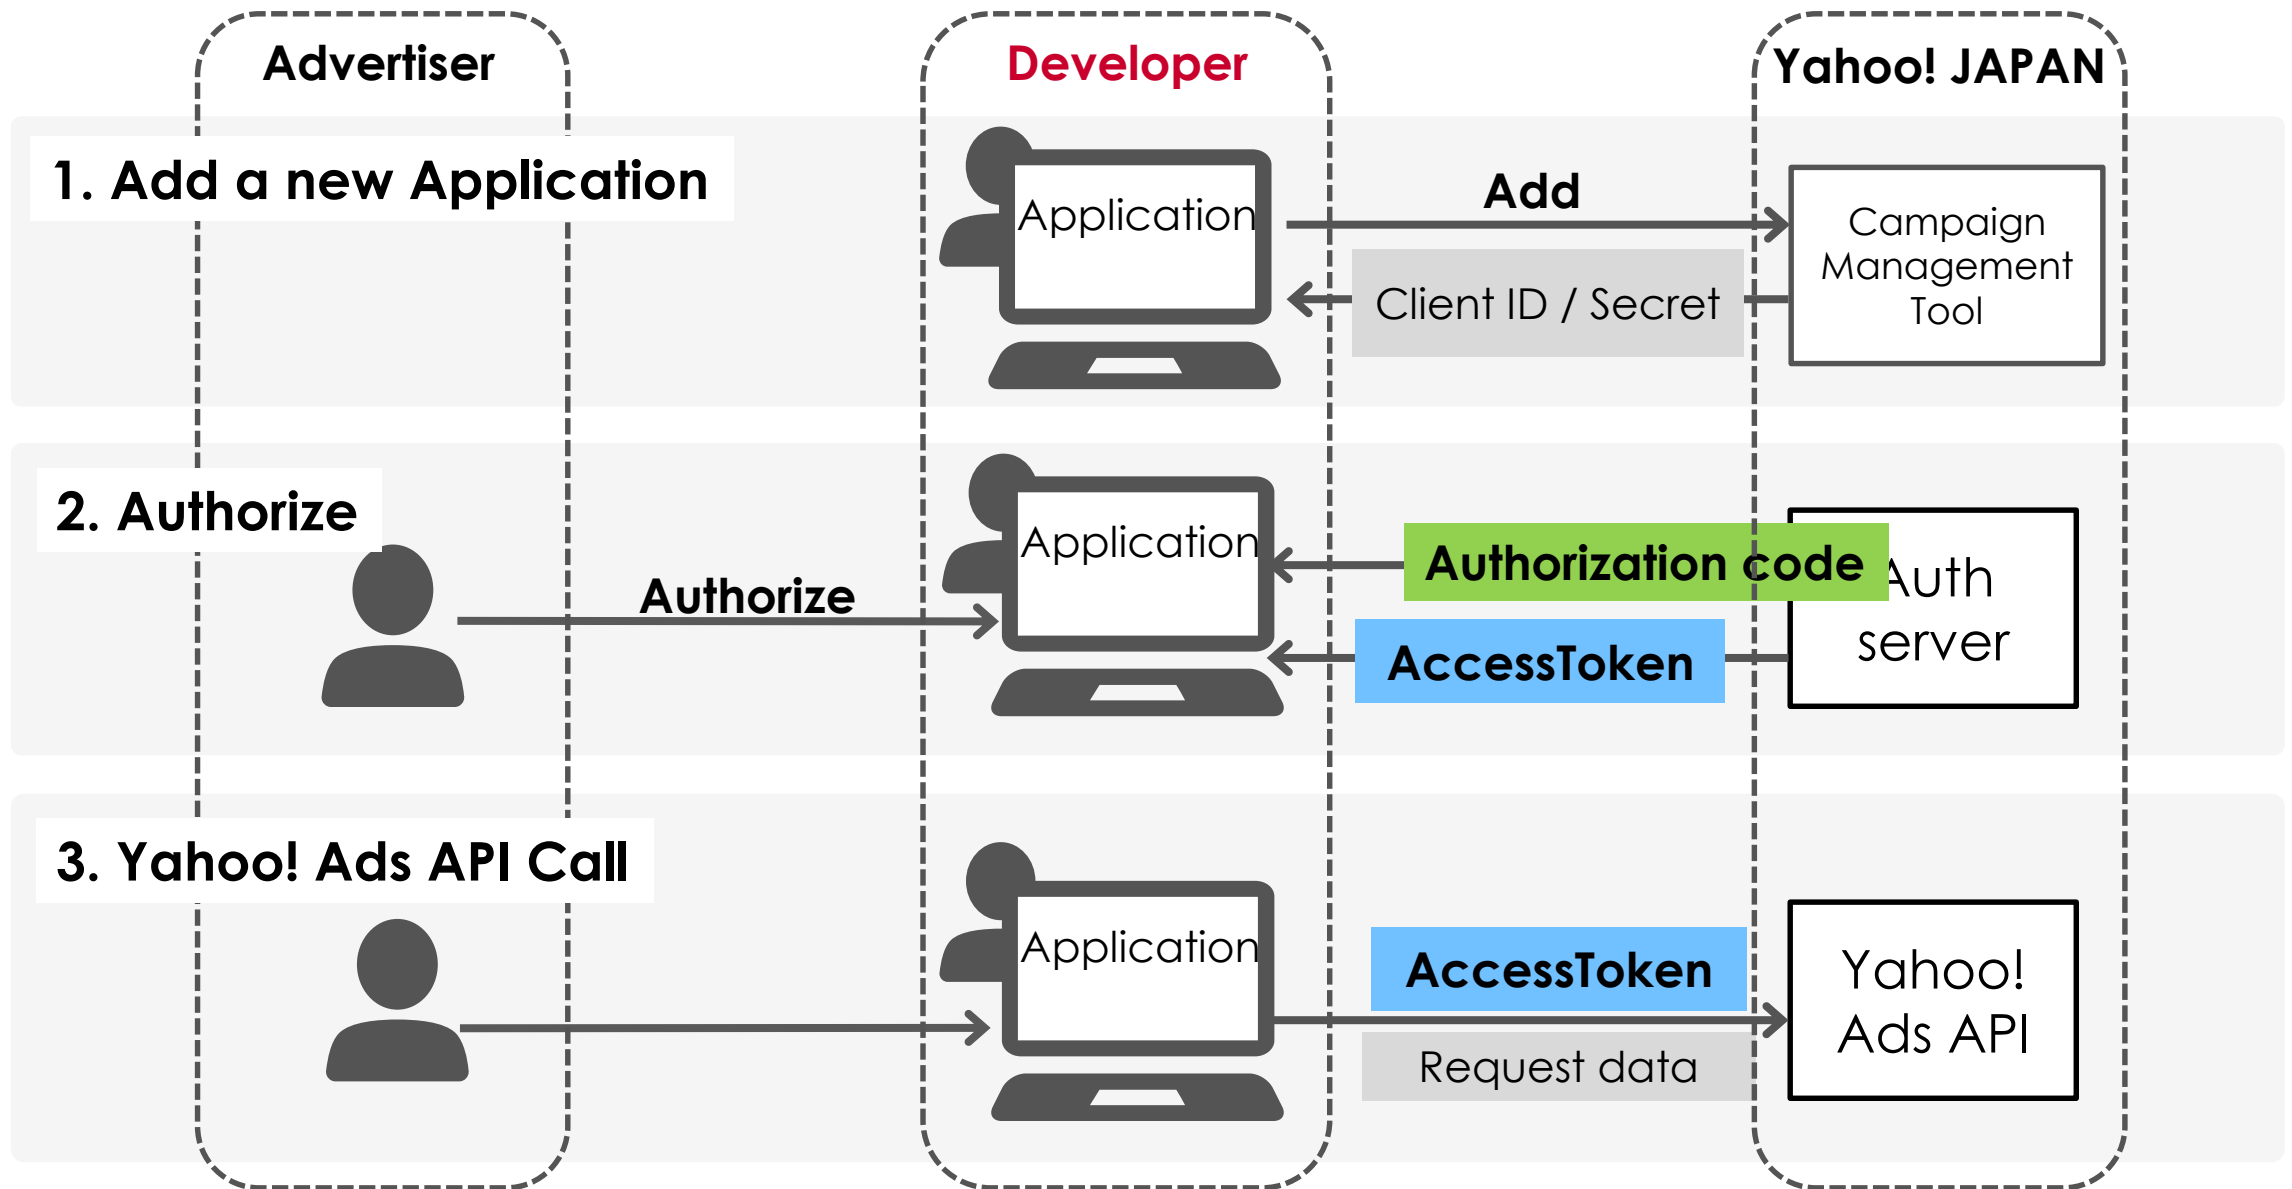 Advertiser
Developer
Yahoo! JAPAN
1. Add a new Application
Application
Add
Client ID / Secret
Campaign
Management
Tool
2. Authorize
Authorize
Application
Authorization code
AccessToken
Auth
server
3. Yahoo! Ads API Call
Application
AccessToken
Request data
Yahoo!
Ads API